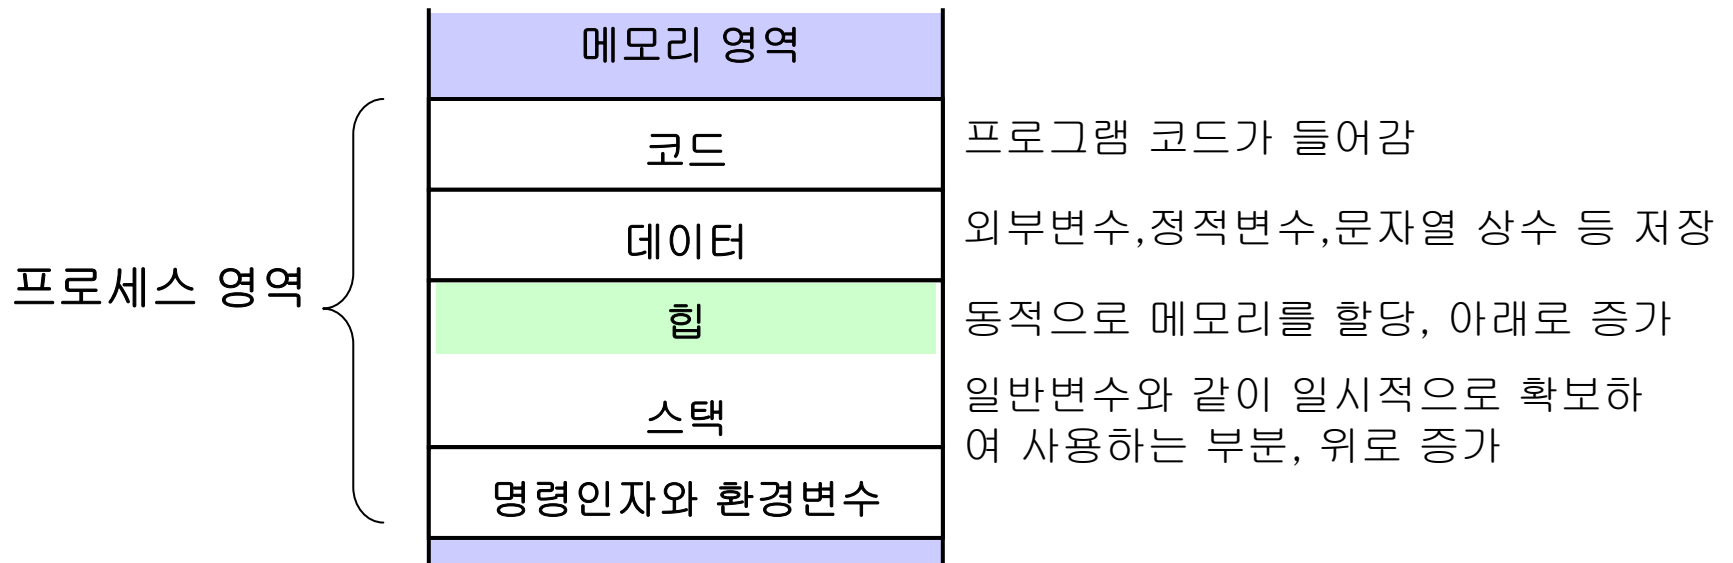 메모리 영역
코드
프로그램 코드가 들어감
데이터
외부변수,정적변수,문자열 상수 등 저장
프로세스 영역
힙
동적으로 메모리를 할당, 아래로 증가
스택
일반변수와 같이 일시적으로 확보하
여 사용하는 부분, 위로 증가
명령인자와 환경변수